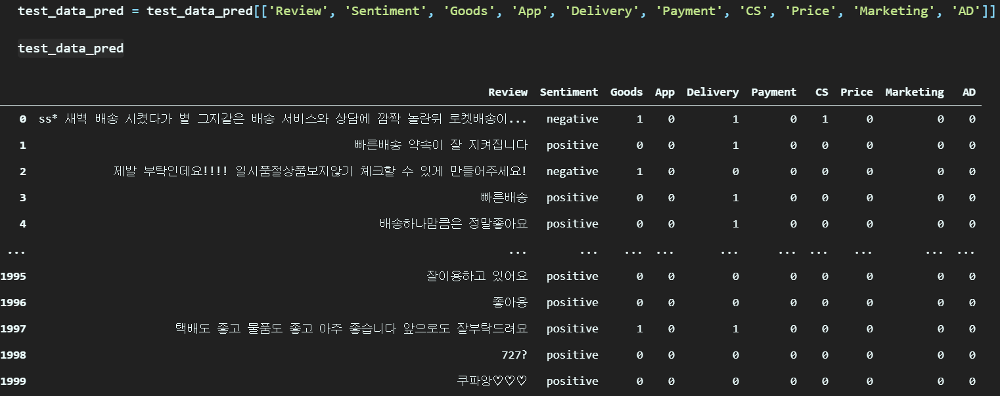 test_data_pred = test_data_pred[['Review', 'Sentiment', 'Goods', 'App', 'Delivery', 'Payment', 'CS', 'Price', 'Marketing', 'AD']]
test_data_pred
Review Sentiment Goods App Delivery Payment CS Price Marketing AD
0 ss* 새벽 배송 시켰다가 별 그지같은 배송 서비스와 상담에 깜짝 놀란뒤 로켓배송이... negative 1 0 1 0 1 0 0 0
1 빠른배송 약속이 잘 지켜집니다 positive 0 0 1 0 0 0 0 0
2 제발 부탁인데요!!!! 일시품절상품보지않기 체크할 수 있게 만들어주세요! negative 1 0 0 0 0 0 0 0
3 빠른배송 positive 0 0 1 0 0 0 0 0
4 배송하나맘큼은 정말좋아요 positive 0 0 1 0 0 0 0 0
... ... ... ... ... ... ... ... ... ... ...
1995 잘이용하고 있어요 positive 0 0 0 0 0 0 0 0
1996 좋아용 positive 0 0 0 0 0 0 0 0
1997 택배도 좋고 물품도 좋고 아주 좋습니다 앞으로도 잘부탁드려요 positive 1 0 1 0 0 0 0 0
1998 727? positive 0 0 0 0 0 0 0 0
1999 쿠파앙♡♡♡ positive 0 0 0 0 0 0 0 0